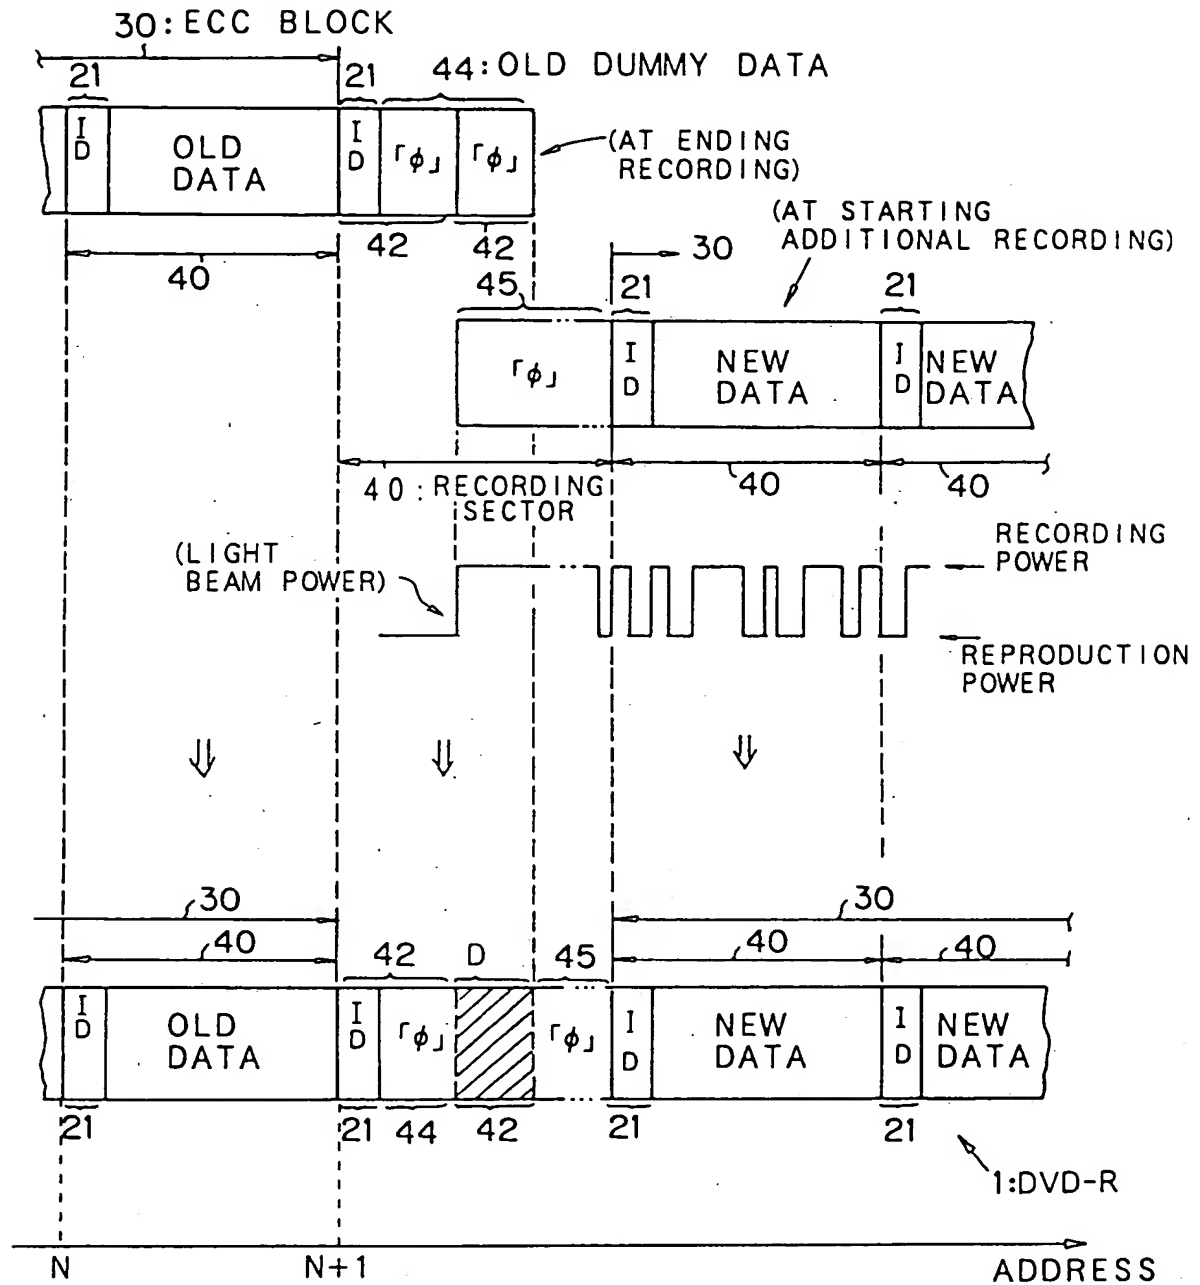 30:ECC BLOCK
21
21
44:OLD DUMMY DATA
ID
OLD
DATA
ID
「φ」
「φ」
(AT ENDING
RECORDING)
42
42
40
(AT STARTING
ADDITIONAL RECORDING)
30
45
21
21
「φ」
ID
NEW
DATA
ID
NEW
DATA
40:RECORDING
SECTOR
40
40
(LIGHT
BEAM POWER)
RECORDING
POWER
REPRODUCTION
POWER
⇓
⇓
⇓
30
30
40
42
D
45
40
40
ID
OLD
DATA
ID
「φ」
「φ」
ID
NEW
DATA
ID
NEW
DATA
21
21
44
42
21
21
1:DVD-R
N
N+1
ADDRESS